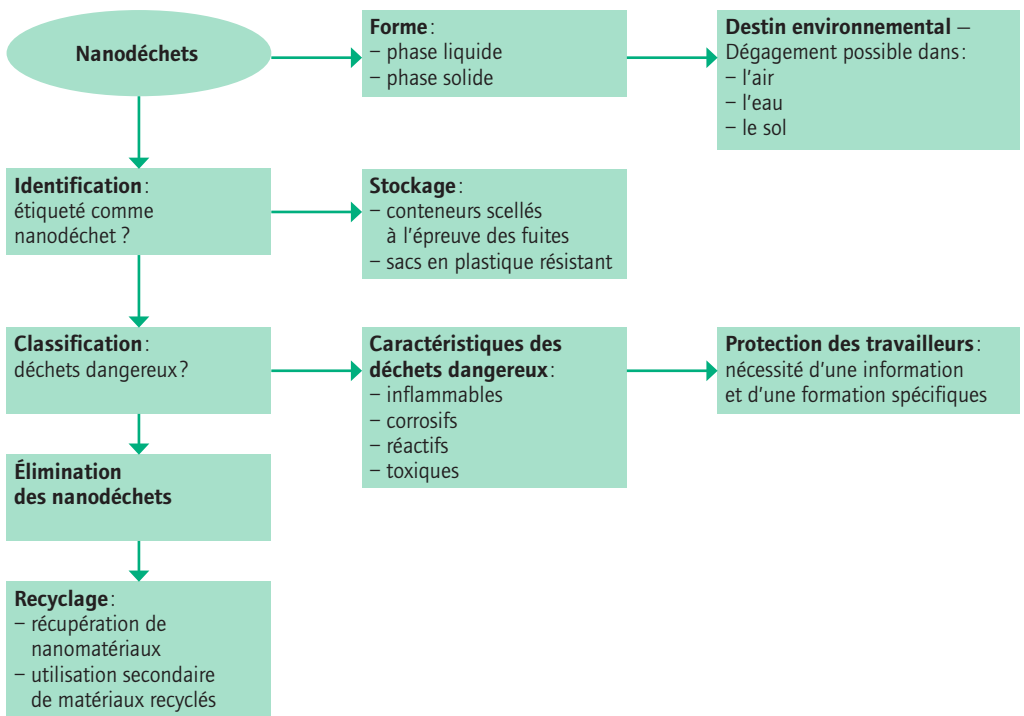 Nanodéchets
Forme :
– phase liquide
– phase solide
Destin environnemental —
Dégagement possible dans :
– l'air
– l'eau
– le sol
Identification :
étiqueté comme
nanodéchet ?
Stockage :
– conteneurs scellés
à l'épreuve des fuites
– sacs en plastique résistant
Classification :
déchets dangereux ?
Caractéristiques des
déchets dangereux :
– inflammables
– corrosifs
– réactifs
– toxiques
Protection des travailleurs :
nécessité d'une information
et d'une formation spécifiques
Élimination
des nanodéchets
Recyclage :
– récupération de
nanomatériaux
– utilisation secondaire
de matériaux recyclés